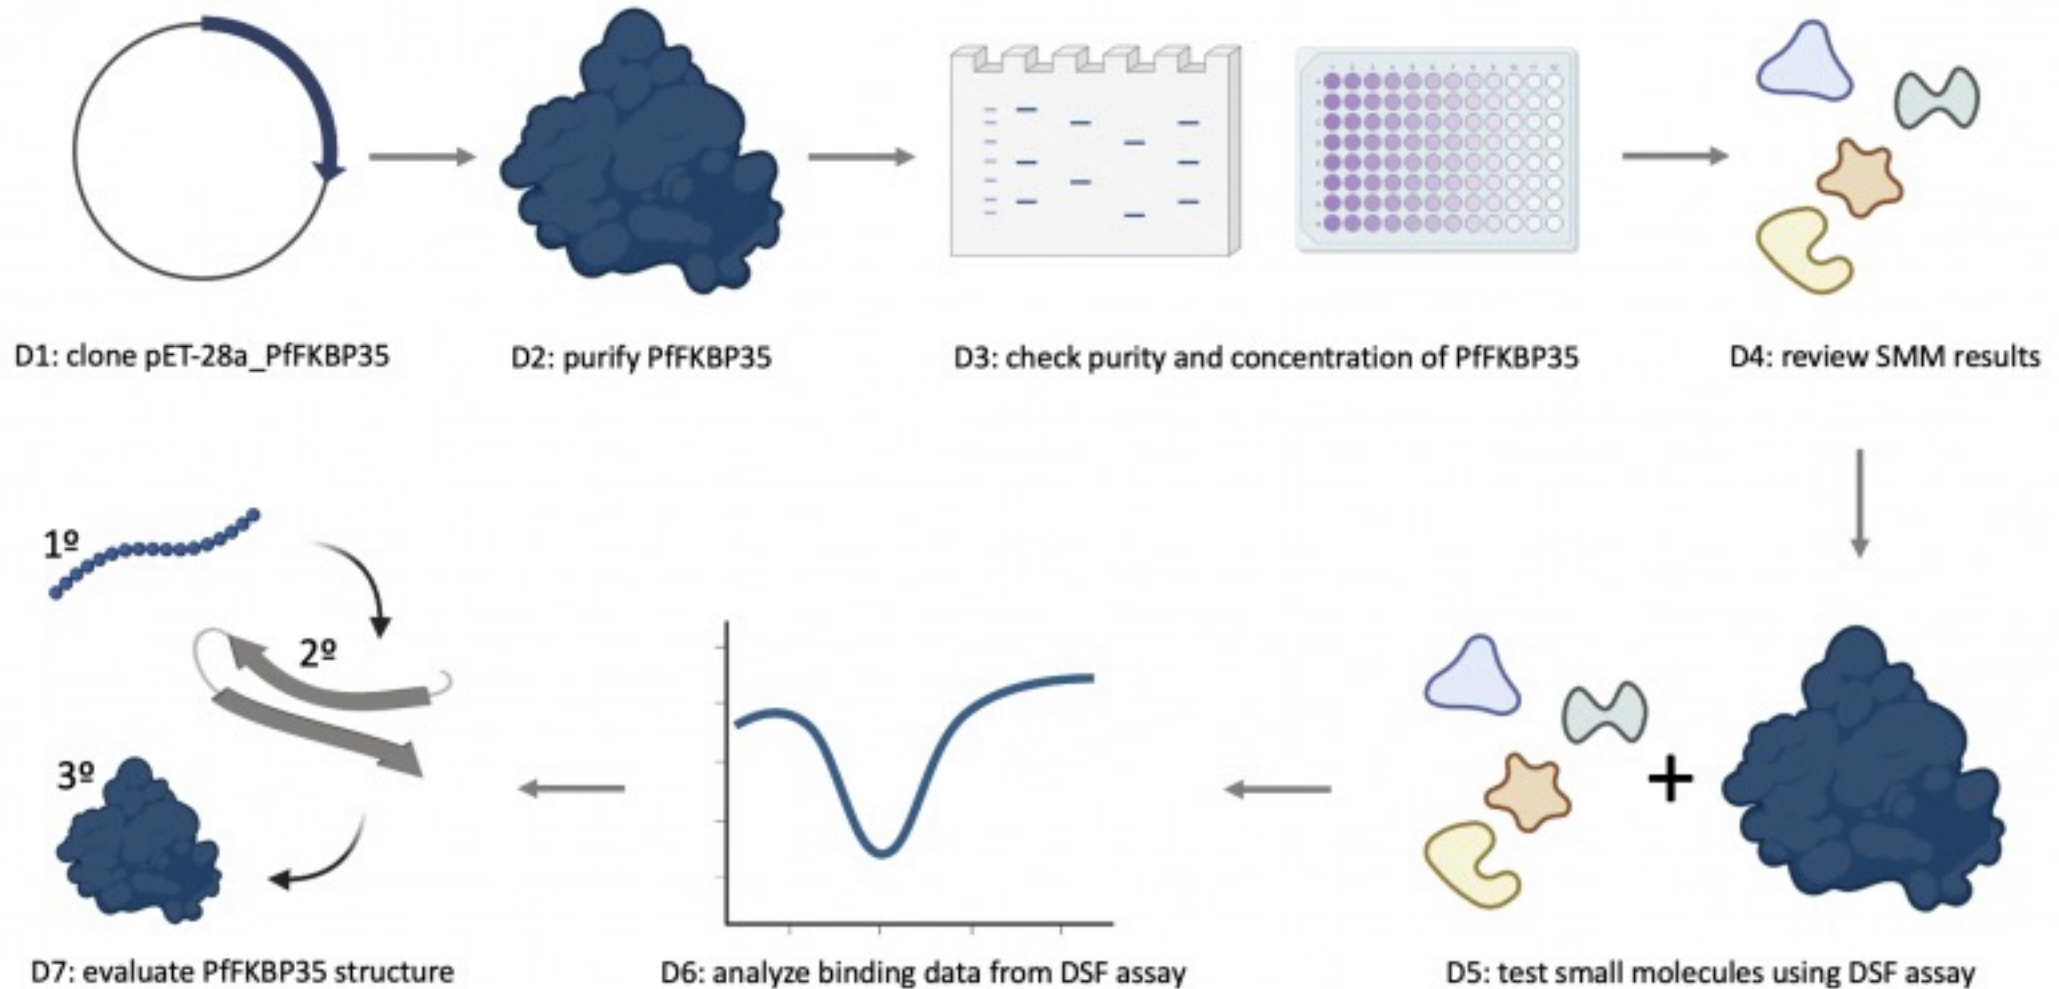 D1: clone pET-28a_PfFKBP35
D2: purify PfFKBP35
D3: check purity and concentration of PfFKBP35
D4: review SMM results
1º
2º
3º
D7: evaluate PfFKBP35 structure
D6: analyze binding data from DSF assay
D5: test small molecules using DSF assay